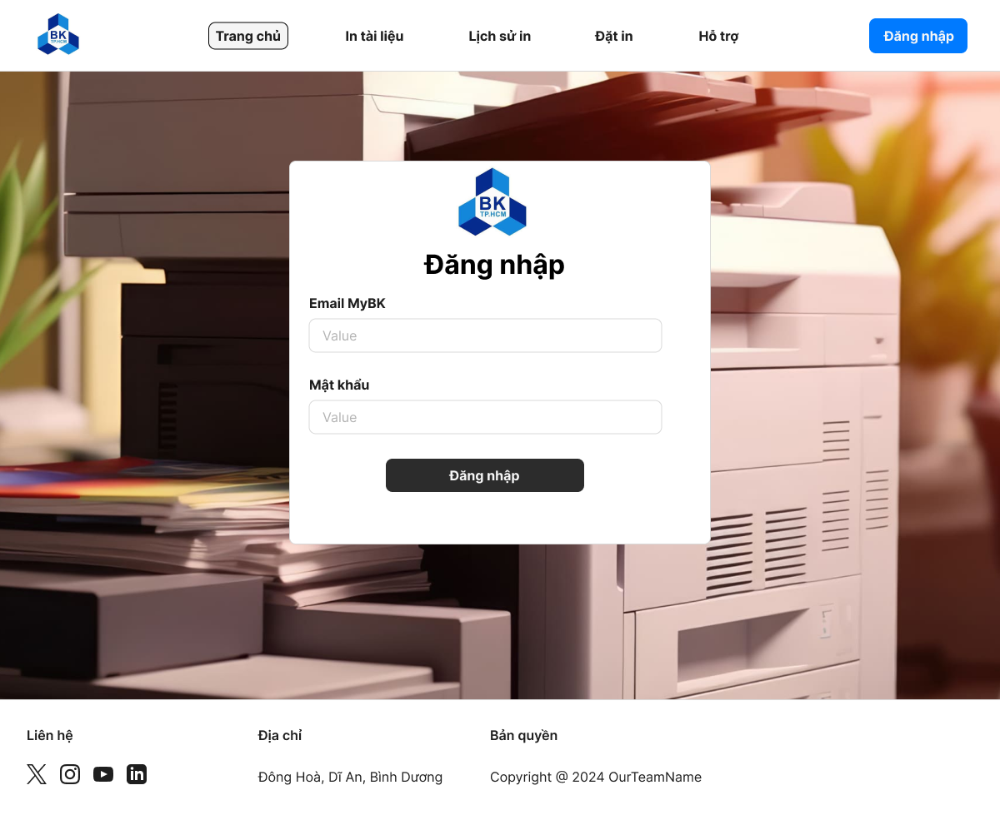 BK
TP.HCM
Trang chủ
In tài liệu
Lịch sử in
Đặt in
Hỗ trợ
Đăng nhập
BK
TP.HCM
Đăng nhập
Email MyBK
Value
Mật khẩu
Value
Đăng nhập
Liên hệ
Địa chỉ
Bản quyền
in
Đông Hoà, Dĩ An, Bình Dương
Copyright @ 2024 OurTeamName